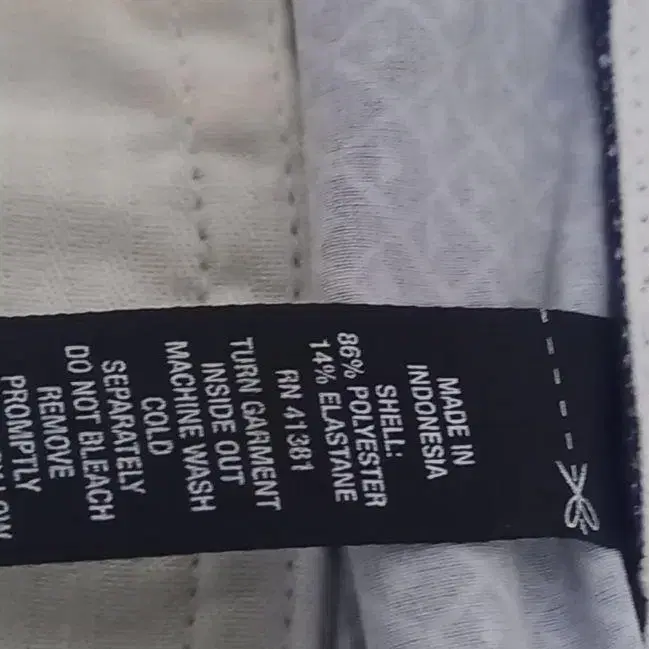 MADE IN
INDONESIA
SHELL:
86% POLYESTER
14% ELASTANE
RN 41381
TURN GARMENT
INSIDE OUT
MACHINE WASH
COLD
SEPARATELY
DO NOT BLEACH
REMOVE
PROMPTLY